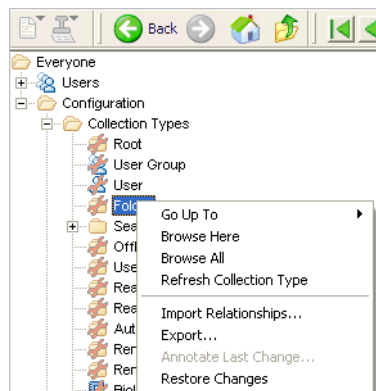 Back
Everyone
Users
Configuration
Collection Types
Root
User Group
User
Go Up To
Browse Here
Browse All
Refresh Collection Type
Import Relationships...
Export...
Annotate Last Change...
Restore Changes